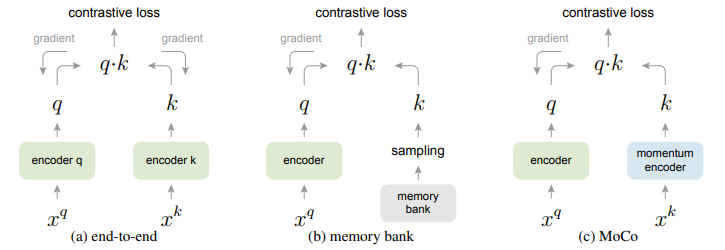 contrastive loss
gradient
gradient
q·k
q
k
encoder q
encoder k
x^q
x^k
(a) end-to-end
contrastive loss
gradient
q·k
q
k
sampling
encoder
memory
bank
x^q
(b) memory bank
contrastive loss
gradient
q·k
q
k
encoder
momentum
encoder
x^q
x^k
(c) MoCo